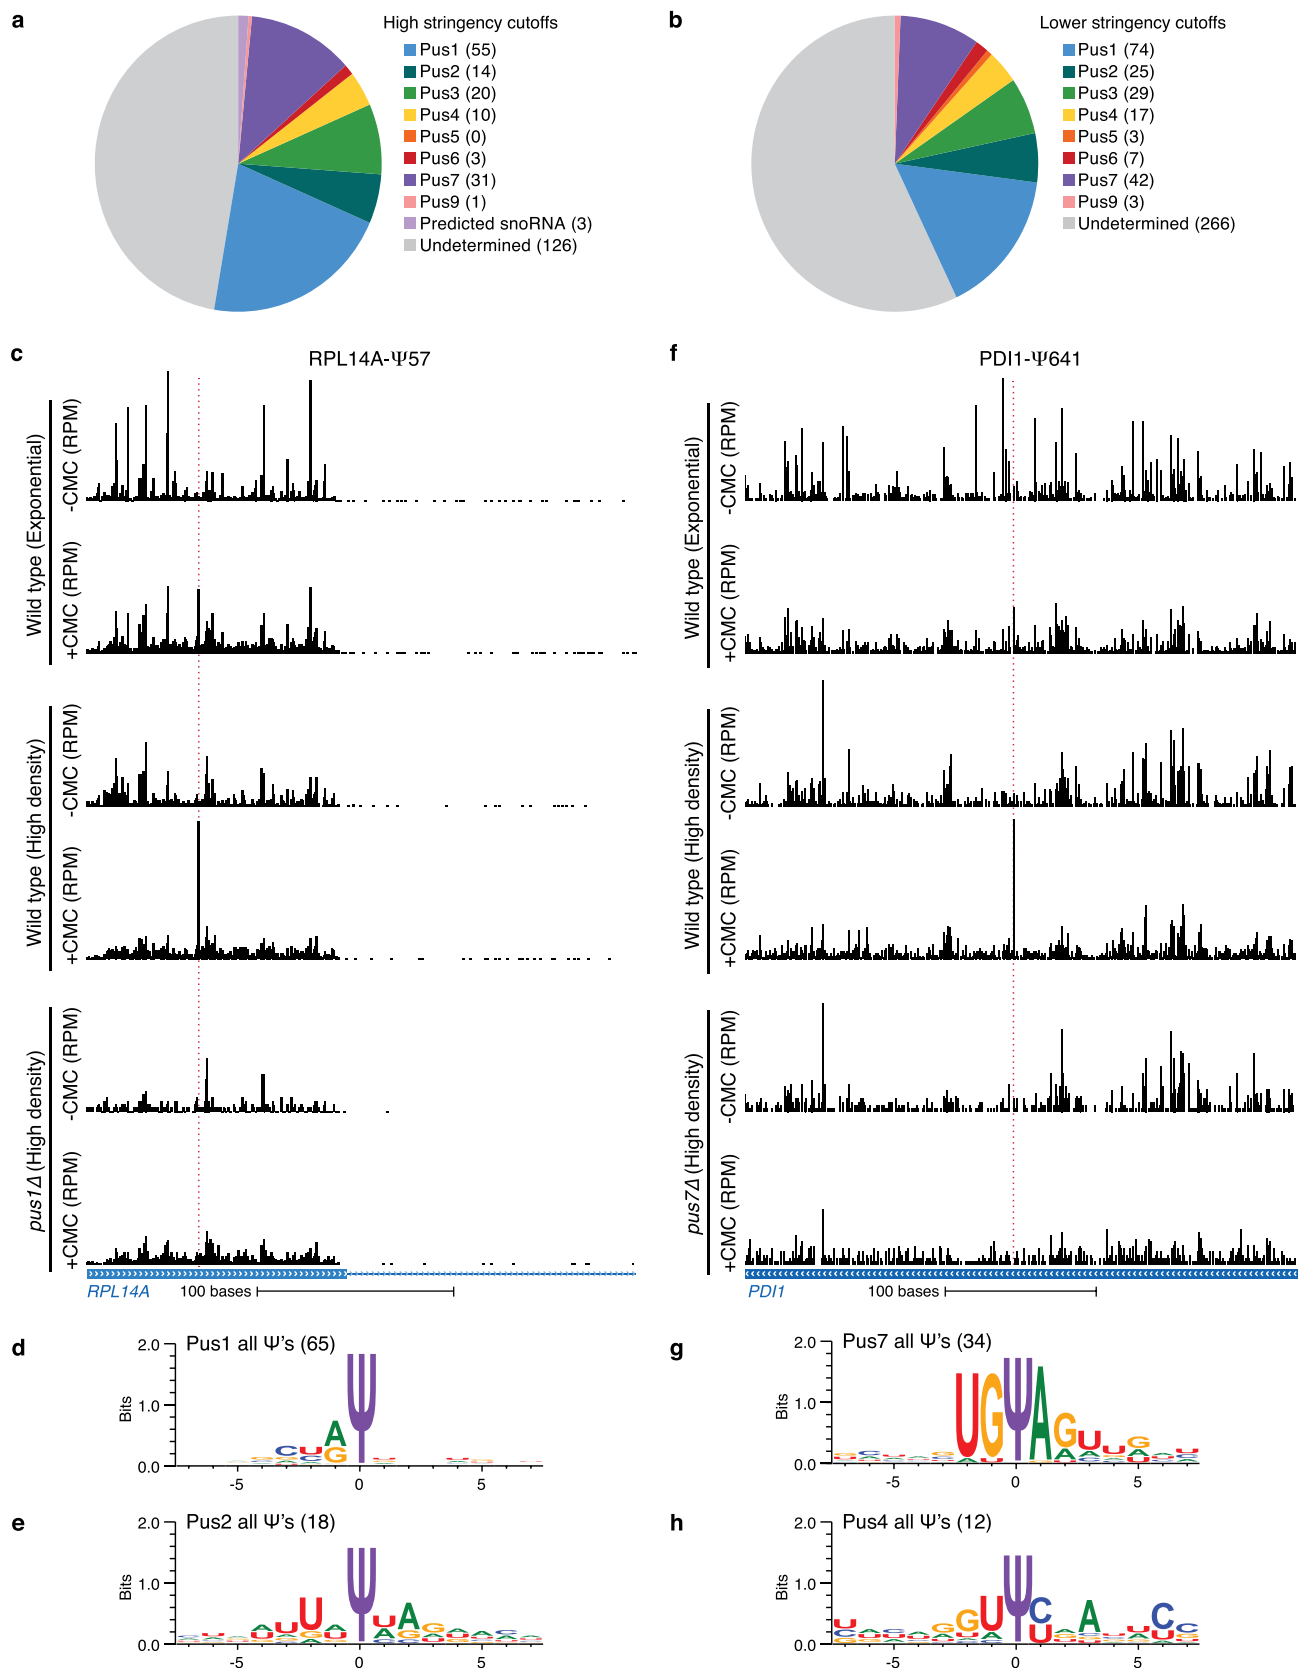 a
High stringency cutoffs
Pus1 (55)
Pus2 (14)
Pus3 (20)
Pus4 (10)
Pus5 (0)
Pus6 (3)
Pus7 (31)
Pus9 (1)
Predicted snoRNA (3)
Undetermined (126)
b
Lower stringency cutoffs
Pus1 (74)
Pus2 (25)
Pus3 (29)
Pus4 (17)
Pus5 (3)
Pus6 (7)
Pus7 (42)
Pus9 (3)
Undetermined (266)
c
RPL14A-Ψ57
Wild type (Exponential)
-CMC (RPM)
+CMC (RPM)
Wild type (High density)
-CMC (RPM)
+CMC (RPM)
pus1Δ (High density)
-CMC (RPM)
+CMC (RPM)
RPL14A
100 bases
f
PDI1-Ψ641
Wild type (Exponential)
-CMC (RPM)
+CMC (RPM)
Wild type (High density)
-CMC (RPM)
+CMC (RPM)
pus7Δ (High density)
-CMC (RPM)
+CMC (RPM)
PDI1
100 bases
d
Pus1 all Ψ's (65)
Bits
2.0
1.0
0.0
-5 0 5
C U A Ψ
G
e
Pus2 all Ψ's (18)
Bits
2.0
1.0
0.0
-5 0 5
A U U A Ψ U A G
g
Pus7 all Ψ's (34)
Bits
2.0
1.0
0.0
-5 0 5
U G Ψ A G U U G
h
Pus4 all Ψ's (12)
Bits
2.0
1.0
0.0
-5 0 5
G G U Ψ C A U C C